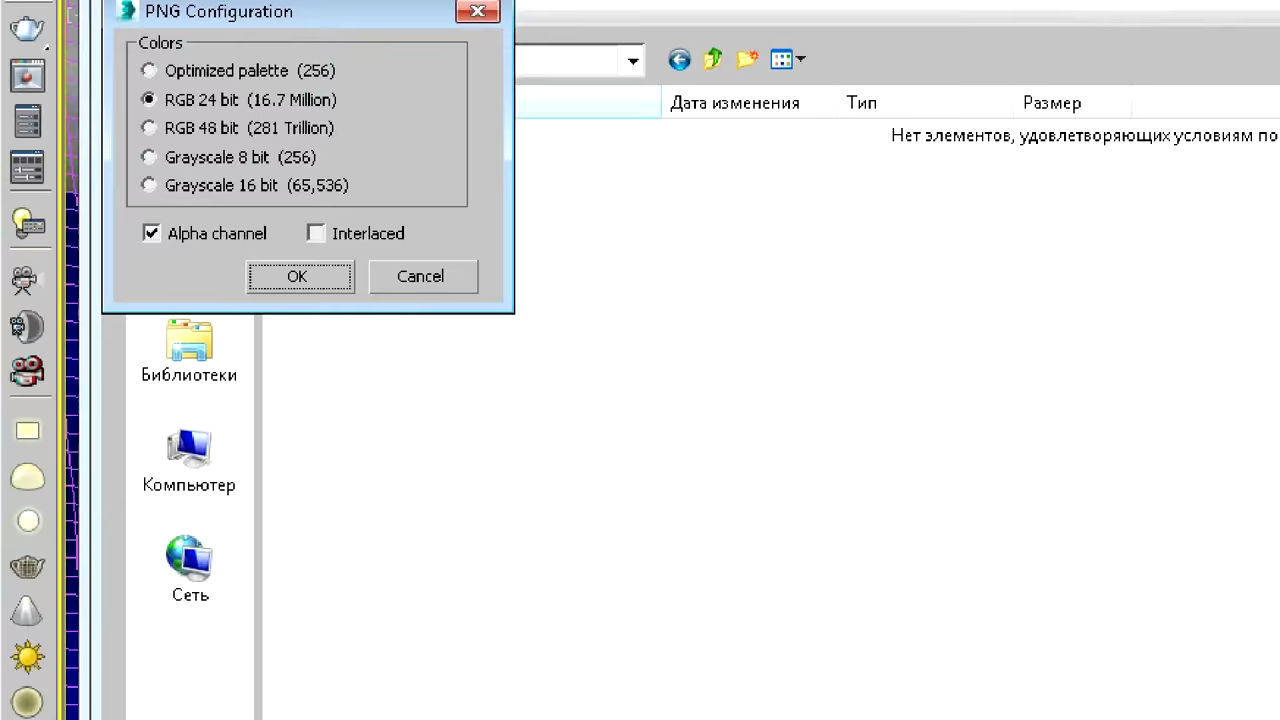 PNG Configuration
Colors
Optimized palette (256)
RGB 24 bit (16.7 Million)
RGB 48 bit (281 Trillion)
Grayscale 8 bit (256)
Grayscale 16 bit (65,536)
Alpha channel
Interlaced
OK
Cancel
Дата изменения
Тип
Размер
Нет элементов, удовлетворяющих условиям по
Библиотеки
Компьютер
Сеть